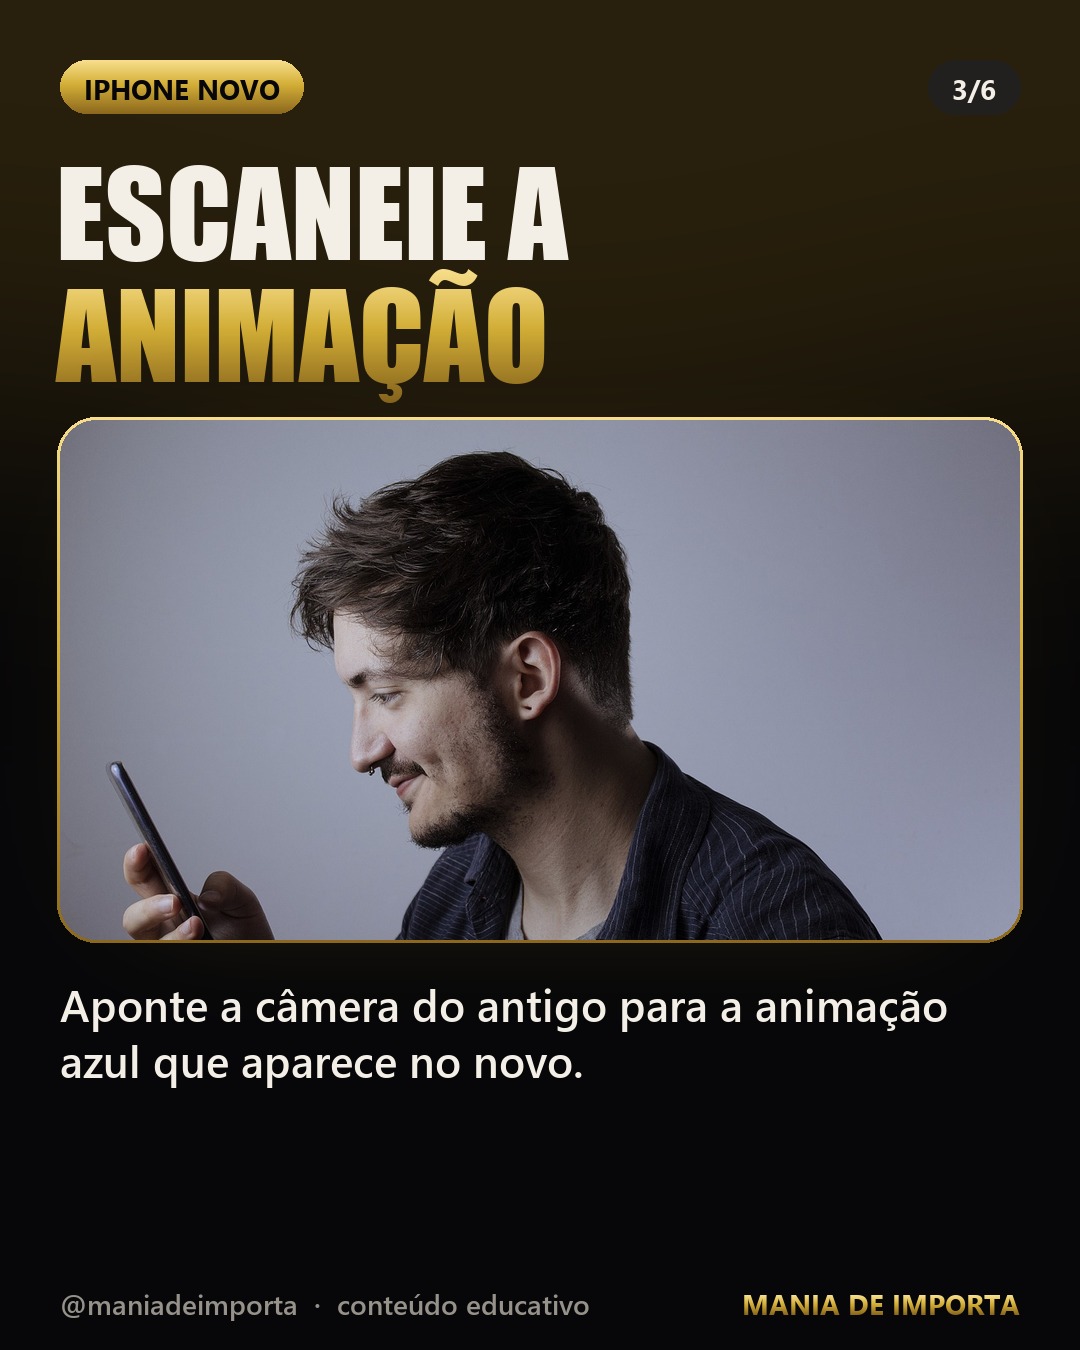 IPHONE NOVO
3/6
ESCANEIE A
ANIMAÇÃO
Aponte a câmera do antigo para a animação
azul que aparece no novo.
@maniadeimporta · conteúdo educativo
MANIA DE IMPORTA